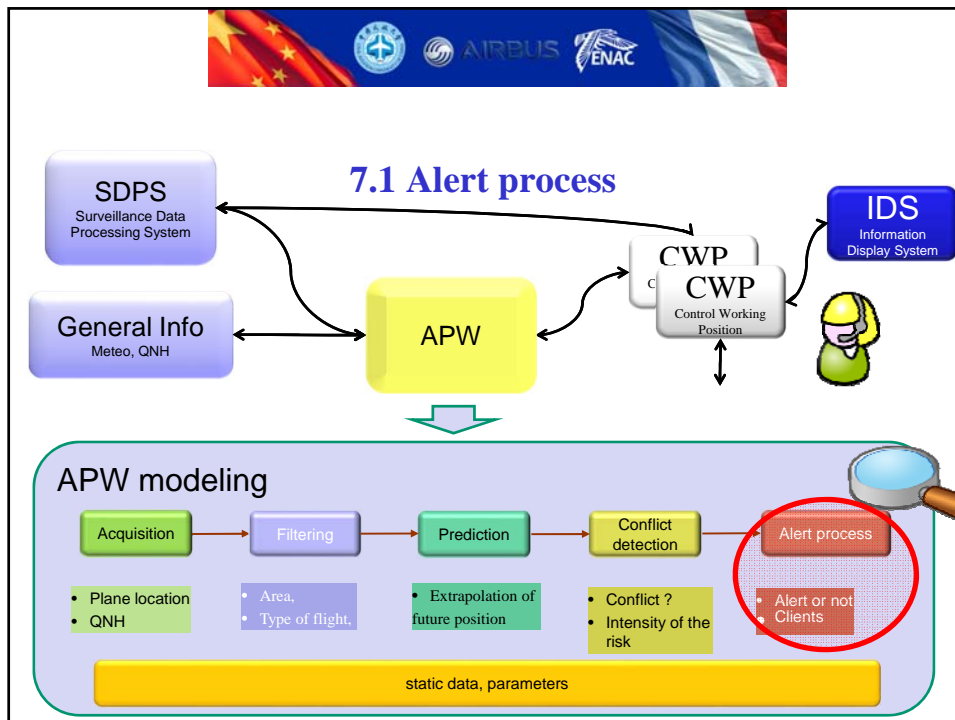 AIRBUS
ENAC
7.1 Alert process
SDPS
Surveillance Data
Processing System
General Info
Meteo, QNH
APW
CWP
C
CWP
Control Working
Position
IDS
Information
Display System
APW modeling
Acquisition
Filtering
Prediction
Conflict
detection
Alert process
• Plane location
• QNH
• Area,
• Type of flight,
• Extrapolation of
future position
• Conflict ?
• Intensity of the
risk
• Alert or not
• Clients
static data, parameters